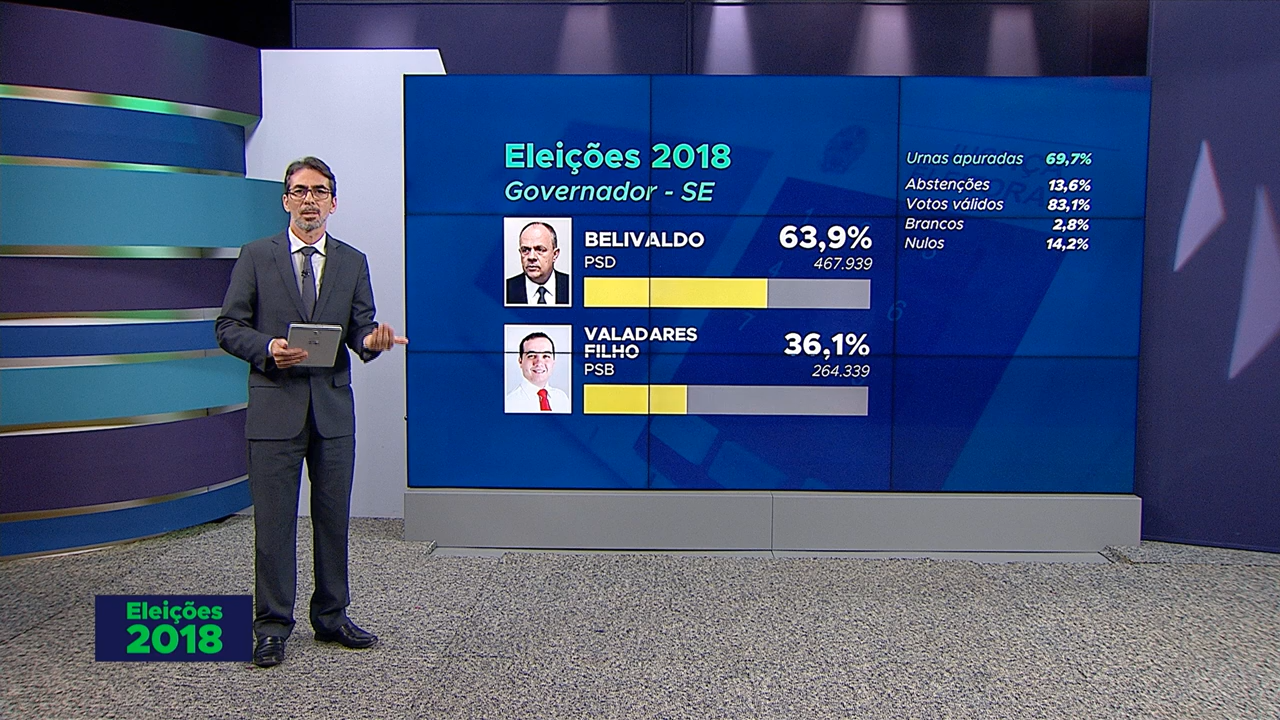 Eleições 2018
Governador - SE
BELIVALDO
63,9%
PSD
467.939
VALADARES
FILHO
36,1%
PSB
264.339
Urnas apuradas 69,7%
Abstenções 13,6%
Votos válidos 83,1%
Brancos 2,8%
Nulos 14,2%
Eleições
2018